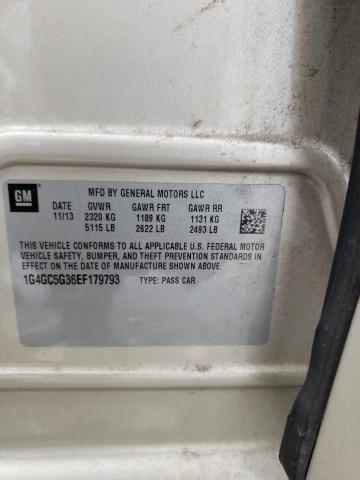 GM
MFD BY GENERAL MOTORS LLC
DATE GVWR GAWR FRT GAWR RR
11/13 2320 KG 1189 KG 1131 KG
5115 LB 2622 LB 2493 LB
THIS VEHICLE CONFORMS TO ALL APPLICABLE U.S. FEDERAL MOTOR
VEHICLE SAFETY, BUMPER, AND THEFT PREVENTION STANDARDS IN
EFFECT ON THE DATE OF MANUFACTURE SHOWN ABOVE.
1G4GC5G36EF179793 TYPE: PASS CAR